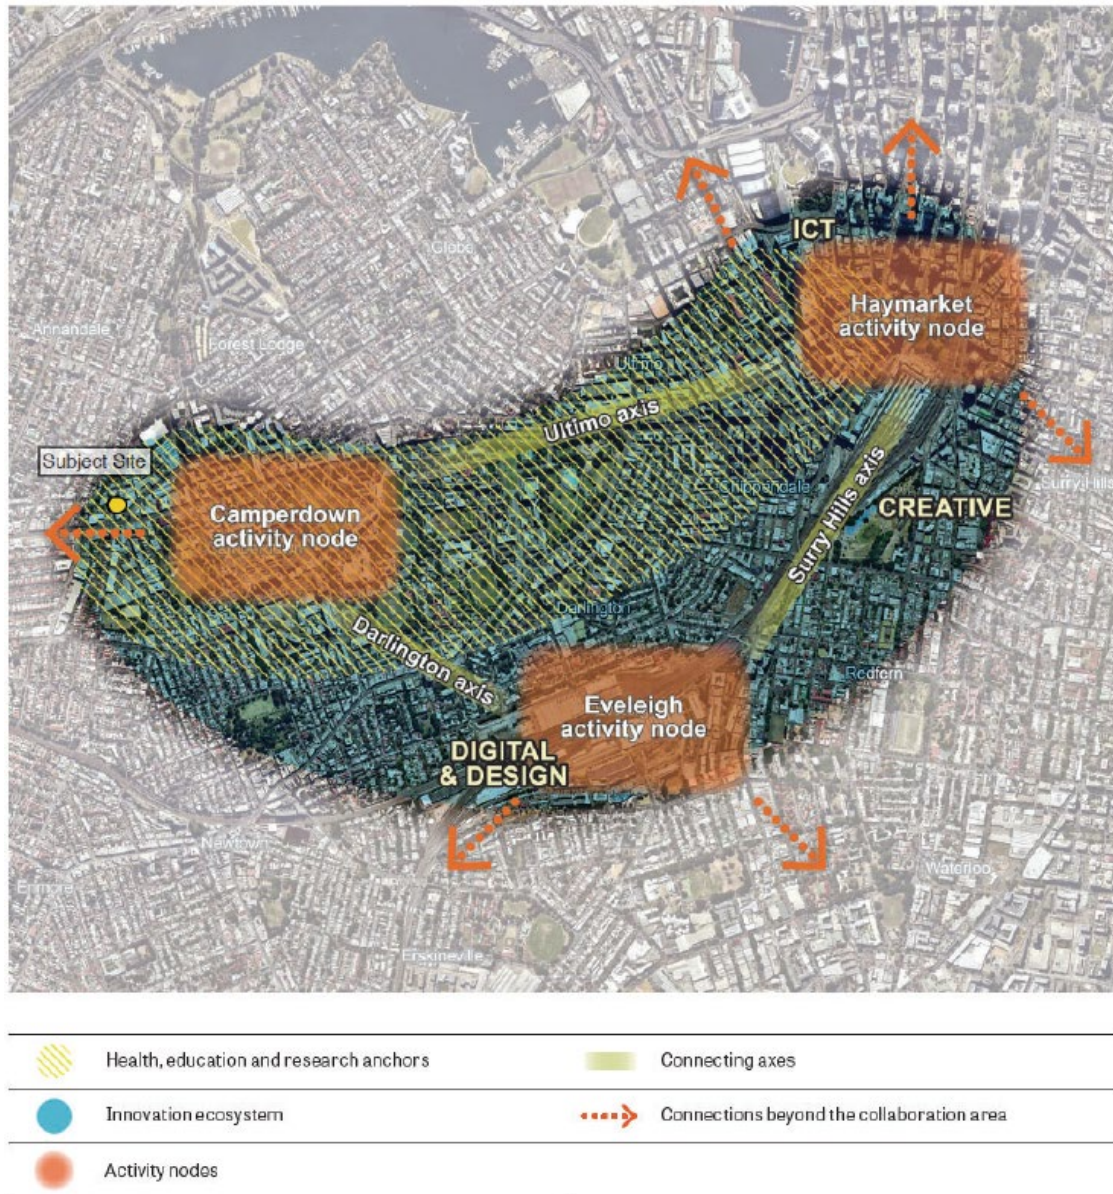 ICT
Haymarket
activity node
Glebe
Annandale
Forest Lodge
Ultimo
Ultimo axis
Subject Site
Camperdown
activity node
Chippendale
Surry Hills
Surry Hills axis
CREATIVE
Darlington
Darlington axis
Redfern
Eveleigh
activity node
DIGITAL
& DESIGN
Newtown
Waterloo
Enmore
Erskineville
Health, education and research anchors
Connecting axes
Innovation ecosystem
Connections beyond the collaboration area
Activity nodes